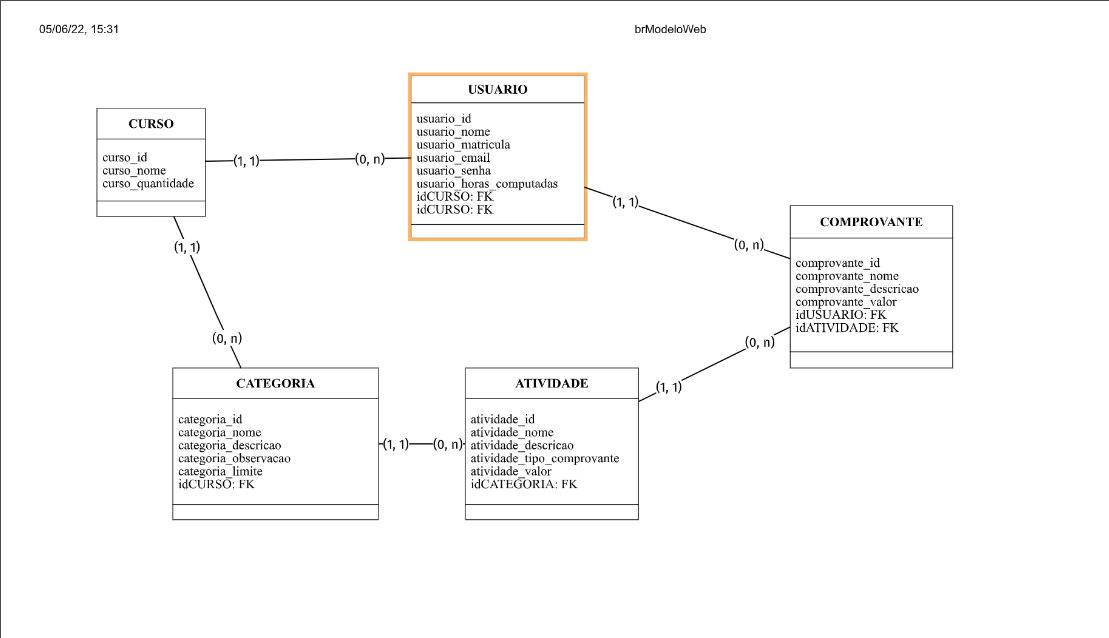 05/06/22, 15:31
brModeloWeb
USUARIO
usuario_id
usuario_nome
usuario_matricula
usuario_email
usuario_senha
usuario_horas_computadas
idCURSO: FK
idCURSO: FK
CURSO
curso_id
curso_nome
curso_quantidade
(1, 1)
(0, n)
(1, 1)
(0, n)
COMPROVANTE
comprovante_id
comprovante_nome
comprovante_descricao
comprovante_valor
idUSUARIO: FK
idATIVIDADE: FK
(1, 1)
(0, n)
CATEGORIA
categoria_id
categoria_nome
categoria_descricao
categoria_observacao
categoria_limite
idCURSO: FK
(1, 1)
(0, n)
ATIVIDADE
atividade_id
atividade_nome
atividade_descricao
atividade_tipo_comprovante
atividade_valor
idCATEGORIA: FK
(1, 1)
(0, n)